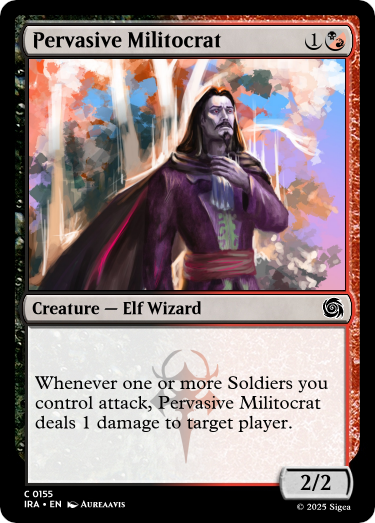 Pervasive Militocrat 1
Creature — Elf Wizard
Whenever one or more Soldiers you
control attack, Pervasive Militocrat
deals 1 damage to target player.
2/2
C 0155
IRA • EN Aureaavis
© 2025 Sigea